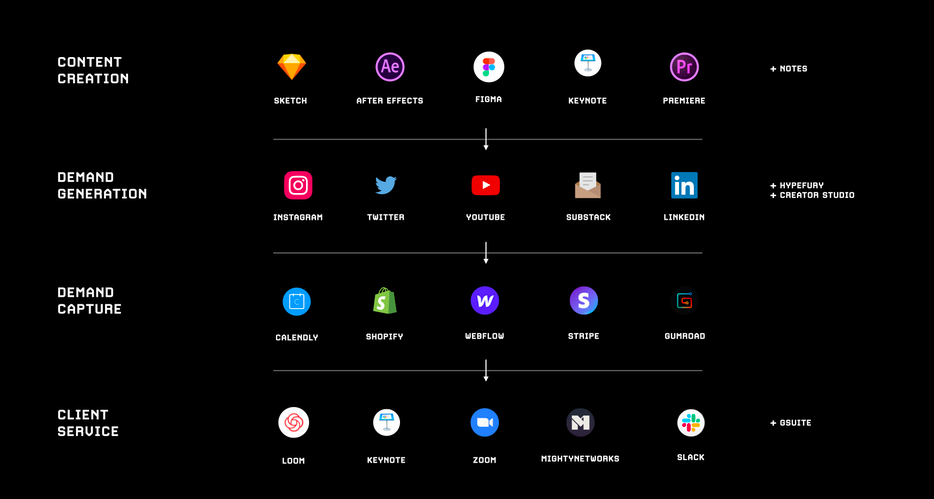 CONTENT
CREATION
Ae
Pr
SKETCH
AFTER EFFECTS
FIGMA
KEYNOTE
PREMIERE
+ NOTES
DEMAND
GENERATION
in
INSTAGRAM
TWITTER
YOUTUBE
SUBSTACK
LINKEDIN
+ HYPEFURY
+ CREATOR STUDIO
DEMAND
CAPTURE
C
S
W
S
G
CALENDLY
SHOPIFY
WEBFLOW
STRIPE
GUMROAD
CLIENT
SERVICE
M
LOOM
KEYNOTE
ZOOM
MIGHTYNETWORKS
SLACK
+ GSUITE